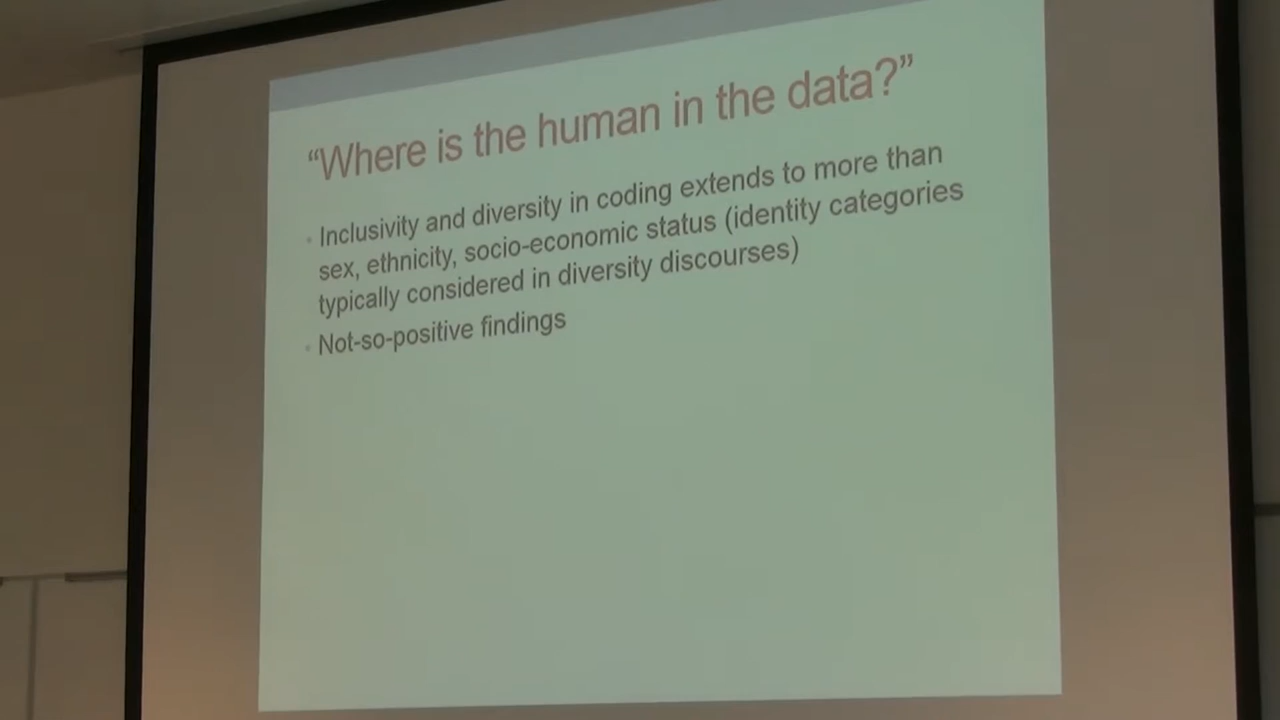 “Where is the human in the data?”
• Inclusivity and diversity in coding extends to more than
sex, ethnicity, socio-economic status (identity categories
typically considered in diversity discourses)
• Not-so-positive findings